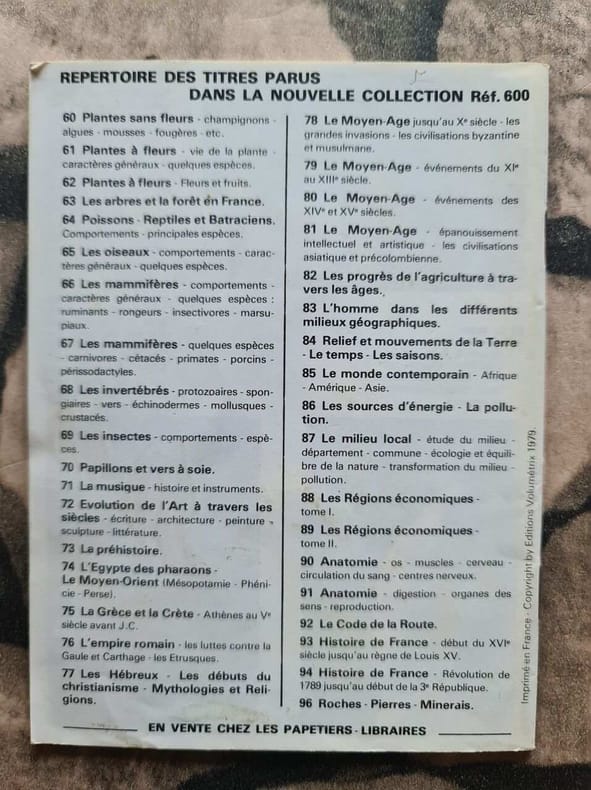 REPERTOIRE DES TITRES PARUS
DANS LA NOUVELLE COLLECTION Réf. 600
60 Plantes sans fleurs - champignons -
algues - mousses - fougères - etc.
61 Plantes à fleurs - vie de la plante -
caractères généraux - quelques espèces.
62 Plantes à fleurs - Fleurs et fruits.
63 Les arbres et la forêt en France.
64 Poissons - Reptiles et Batraciens.
Comportements - principales espèces.
65 Les oiseaux - comportements - carac-
tères généraux - quelques espèces.
66 Les mammifères - comportements -
caractères généraux - quelques espèces :
ruminants - rongeurs - insectivores - marsu-
piaux.
67 Les mammifères - quelques espèces
- carnivores - cétacés - primates - porcins -
périssodactyles.
68 Les invertébrés - protozoaires - spon-
giaires - vers - échinodermes - mollusques -
crustacés.
69 Les insectes - comportements - espè-
ces.
70 Papillons et vers à soie.
71 La musique - histoire et instruments.
72 Evolution de l'Art à travers les
siècles - écriture - architecture - peinture -
sculpture - littérature.
73 La préhistoire.
74 L'Egypte des pharaons -
Le Moyen-Orient (Mésopotamie - Phéni-
cie - Perse).
75 La Grèce et la Crète - Athènes au Ve
siècle avant J.C.
76 L'empire romain - les luttes contre la
Gaule et Carthage - les Etrusques.
77 Les Hébreux - Les débuts du
christianisme - Mythologies et Reli-
gions.
78 Le Moyen-Age jusqu'au Xe siècle - les
grandes invasions - les civilisations byzantine
et musulmane.
79 Le Moyen-Age - événements du XIe
au XIIIe siècle.
80 Le Moyen-Age - événements des
XIVe et XVe siècles.
81 Le Moyen-Age - épanouissement
intellectuel et artistique - les civilisations
asiatique et précolombienne.
82 Les progrès de l'agriculture à tra-
vers les âges.
83 L'homme dans les différents
milieux géographiques.
84 Relief et mouvements de la Terre
- Le temps - Les saisons.
85 Le monde contemporain - Afrique
- Amérique - Asie.
86 Les sources d'énergie - La pollu-
tion.
87 Le milieu local - étude du milieu -
département - commune - écologie et équili-
bre de la nature - transformation du milieu -
pollution.
88 Les Régions économiques -
tome I.
89 Les Régions économiques -
tome II.
90 Anatomie - os - muscles - cerveau -
circulation du sang - centres nerveux.
91 Anatomie - digestion - organes des
sens - reproduction.
92 Le Code de la Route.
93 Histoire de France - début du XVIe
siècle jusqu'au règne de Louis XV.
94 Histoire de France - Révolution de
1789 jusqu'au début de la 3e République.
96 Roches - Pierres - Minerais.
EN VENTE CHEZ LES PAPETIERS - LIBRAIRES
Imprimé en France - Copyright by Editions Volumétrix 1979.